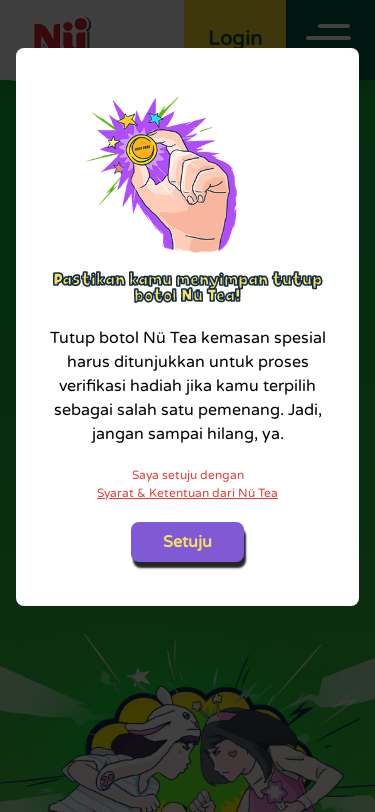 Nü
Login
Pastikan kamu menyimpan tutup
botol Nü Tea!
Tutup botol Nü Tea kemasan spesial
harus ditunjukkan untuk proses
verifikasi hadiah jika kamu terpilih
sebagai salah satu pemenang. Jadi,
jangan sampai hilang, ya.
Saya setuju dengan
Syarat & Ketentuan dari Nü Tea
Setuju